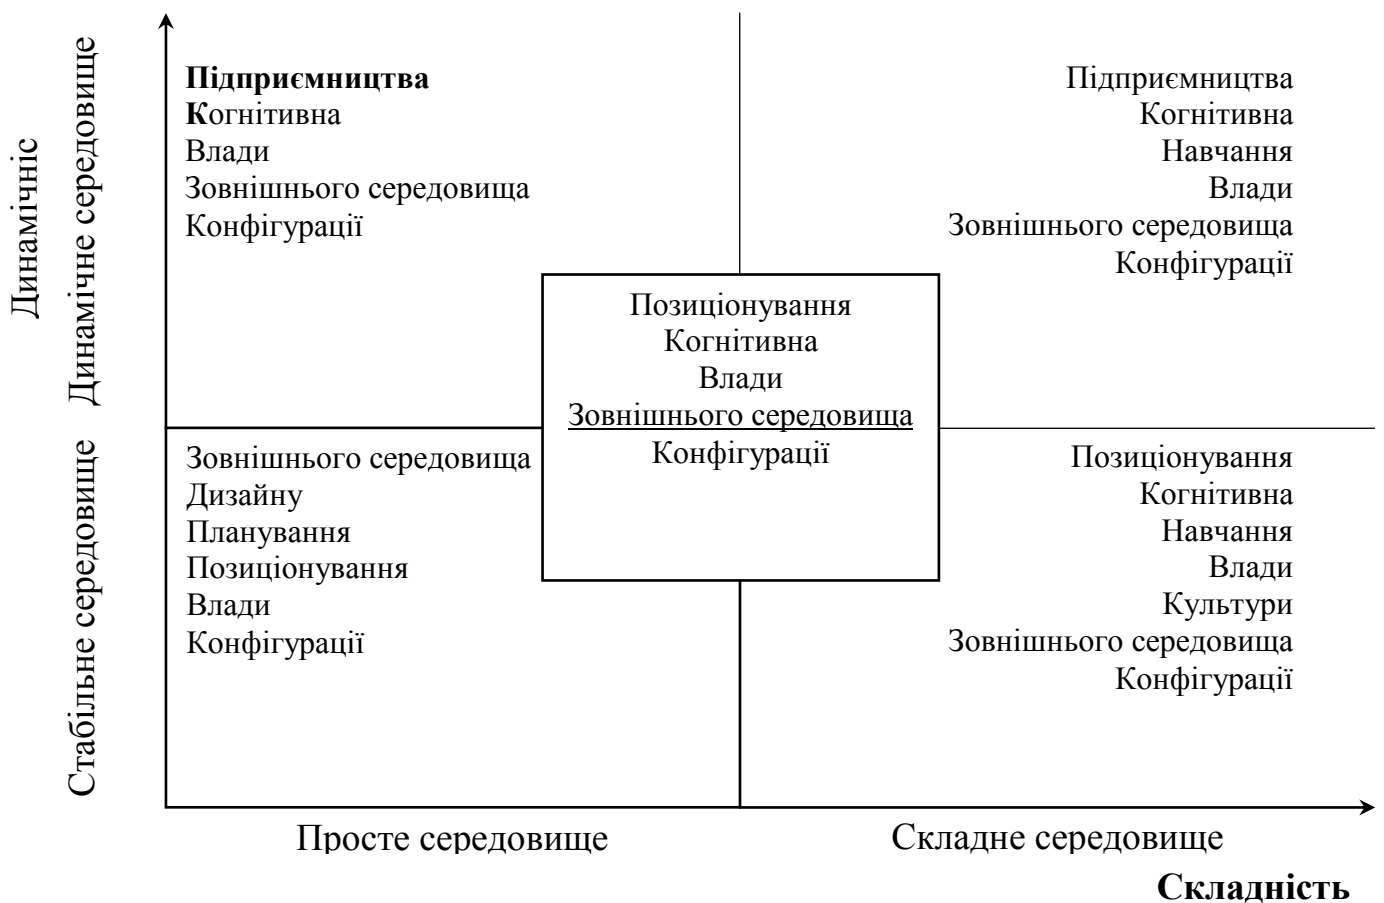 Динамічніс
Динамічне середовище
Стабільне середовище
Підприємництва
Когнітивна
Влади
Зовнішнього середовища
Конфігурації
Підприємництва
Когнітивна
Навчання
Влади
Зовнішнього середовища
Конфігурації
Позиціонування
Когнітивна
Влади
Зовнішнього середовища
Конфігурації
Зовнішнього середовища
Дизайну
Планування
Позиціонування
Влади
Конфігурації
Позиціонування
Когнітивна
Навчання
Влади
Культури
Зовнішнього середовища
Конфігурації
Просте середовище
Складне середовище
Складність